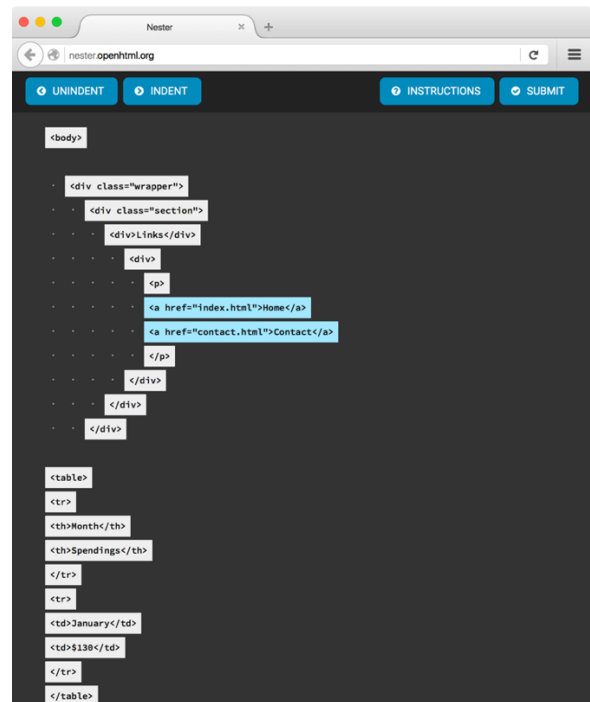 Nester
nester.openhtml.org
UNINDENT INDENT INSTRUCTIONS SUBMIT
<body>
<div class="wrapper">
<div class="section">
<div>Links</div>
<div>
<p>
<a href="index.html">Home</a>
<a href="contact.html">Contact</a>
</p>
</div>
</div>
</div>
<table>
<tr>
<th>Month</th>
<th>Spendings</th>
</tr>
<tr>
<td>January</td>
<td>$130</td>
</tr>
</table>